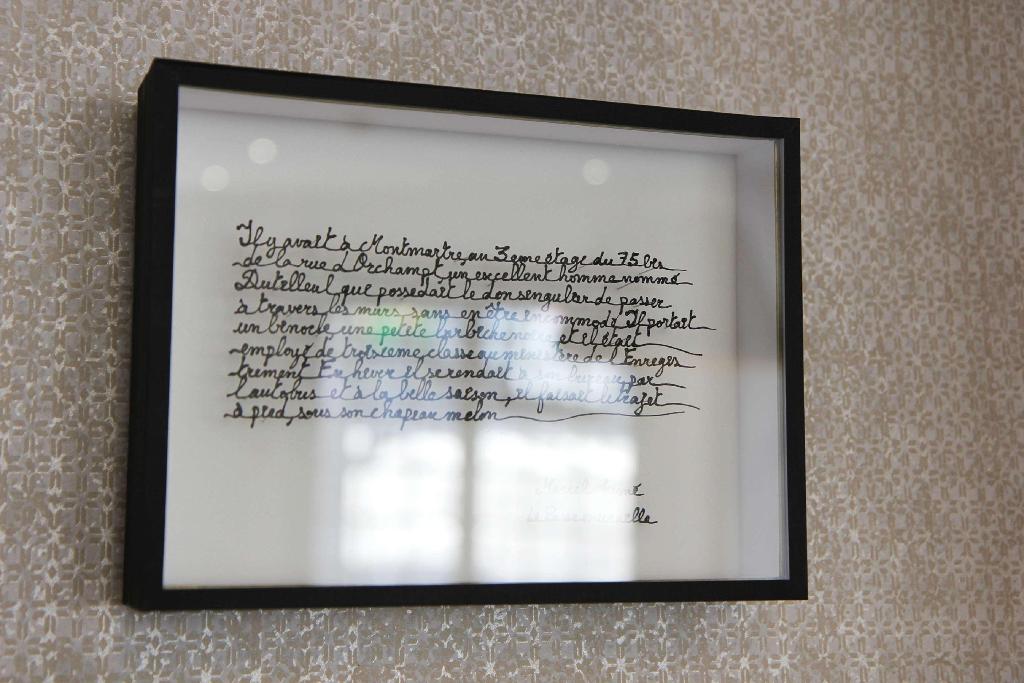 Il y avait à Montmartre, au 3eme étage du 75 bis
de la rue d'Orchampt, un excellent homme nommé
Dutilleul que possedait le don singulier de passer
à travers les murs, sans en être incommodé. Il portait
un binocle, une petite barbiche noire, et il était
employé de troisième classe au ministère de l'Enregis
trement. En hiver il se rendait à son bureau par
l'autobus et à la belle saison, il faisait le trajet
à pied, sous son chapeau melon
Marcel Aymé
Le Passe muraille